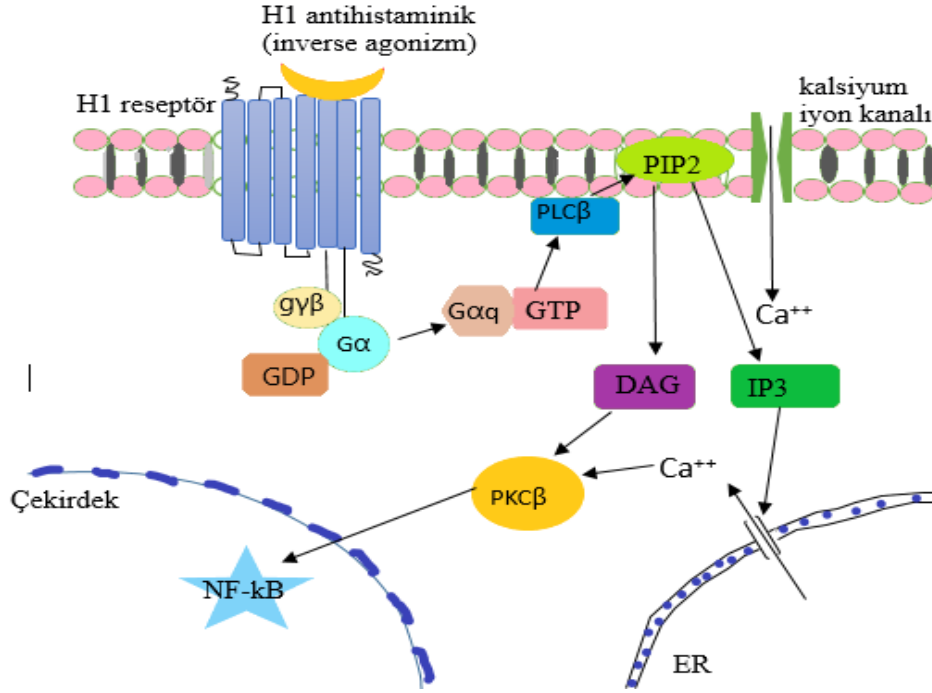 H1 antihistaminik
(inverse agonizm)
H1 reseptör
kalsiyum
iyon kanalı
PIP2
PLCβ
gγβ
Gαq
GTP
Ca⁺⁺
Gα
GDP
DAG
IP3
Ca⁺⁺
PKCβ
Çekirdek
NF-kB
ER